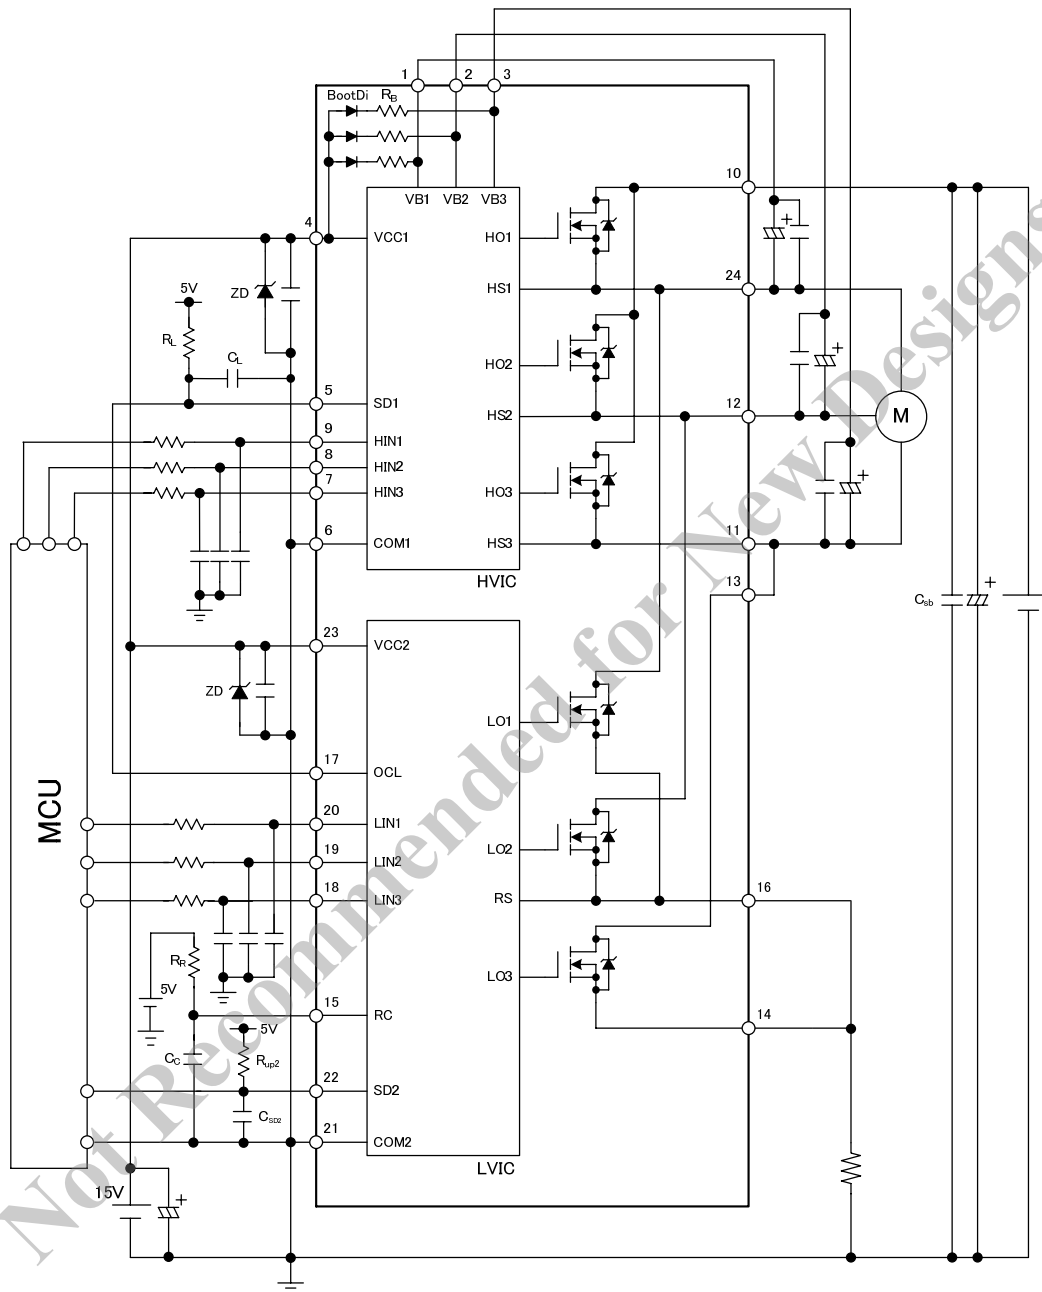 1
2
3
BootDi
RB
VB1
VB2
VB3
10
4
VCC1
HO1
ZD
24
HS1
5V
RL
CL
HO2
5
SD1
12
HS2
9
HIN1
M
8
HIN2
7
HIN3
HO3
6
COM1
11
HS3
HVIC
13
Csb
23
VCC2
ZD
LO1
17
OCL
MCU
20
LIN1
19
LIN2
LO2
18
LIN3
RS
16
RR
5V
LO3
15
RC
14
5V
CC
Rup2
22
SD2
CSD2
21
COM2
LVIC
15V
+
+
+
+
+
Not Recommended for New Designs